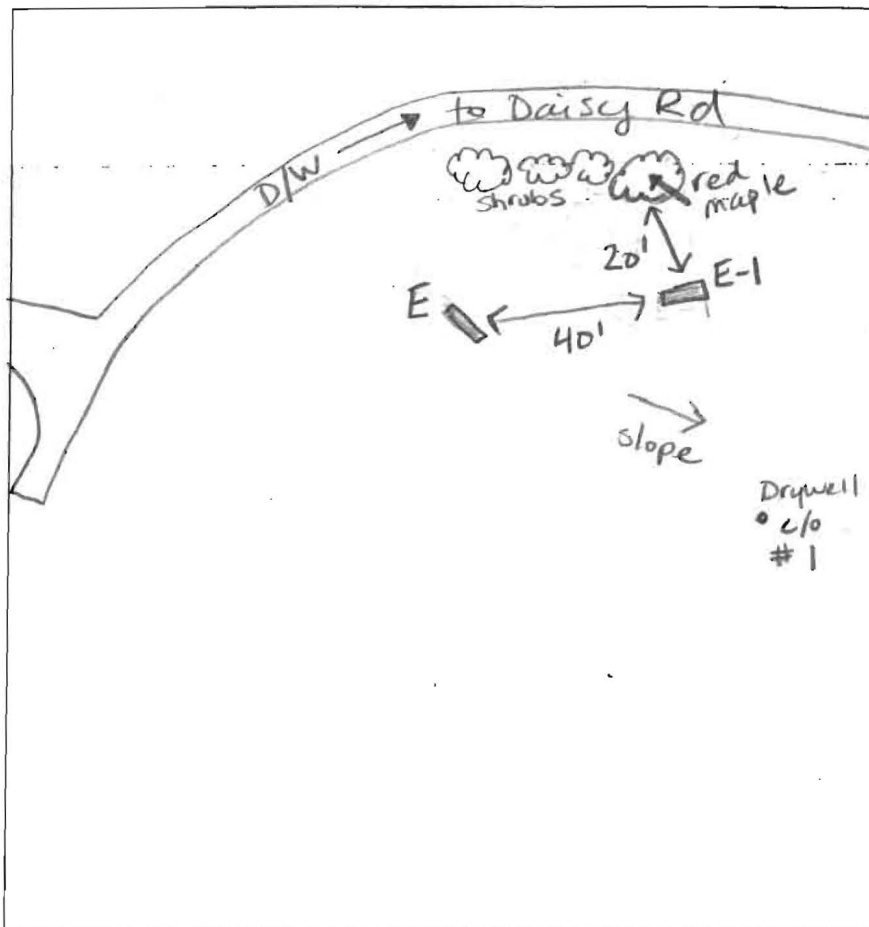 to Daisy Rd
D/W
shrubs
red
maple
20'
E-1
E
40'
slope
Drywell
c/o
# 1